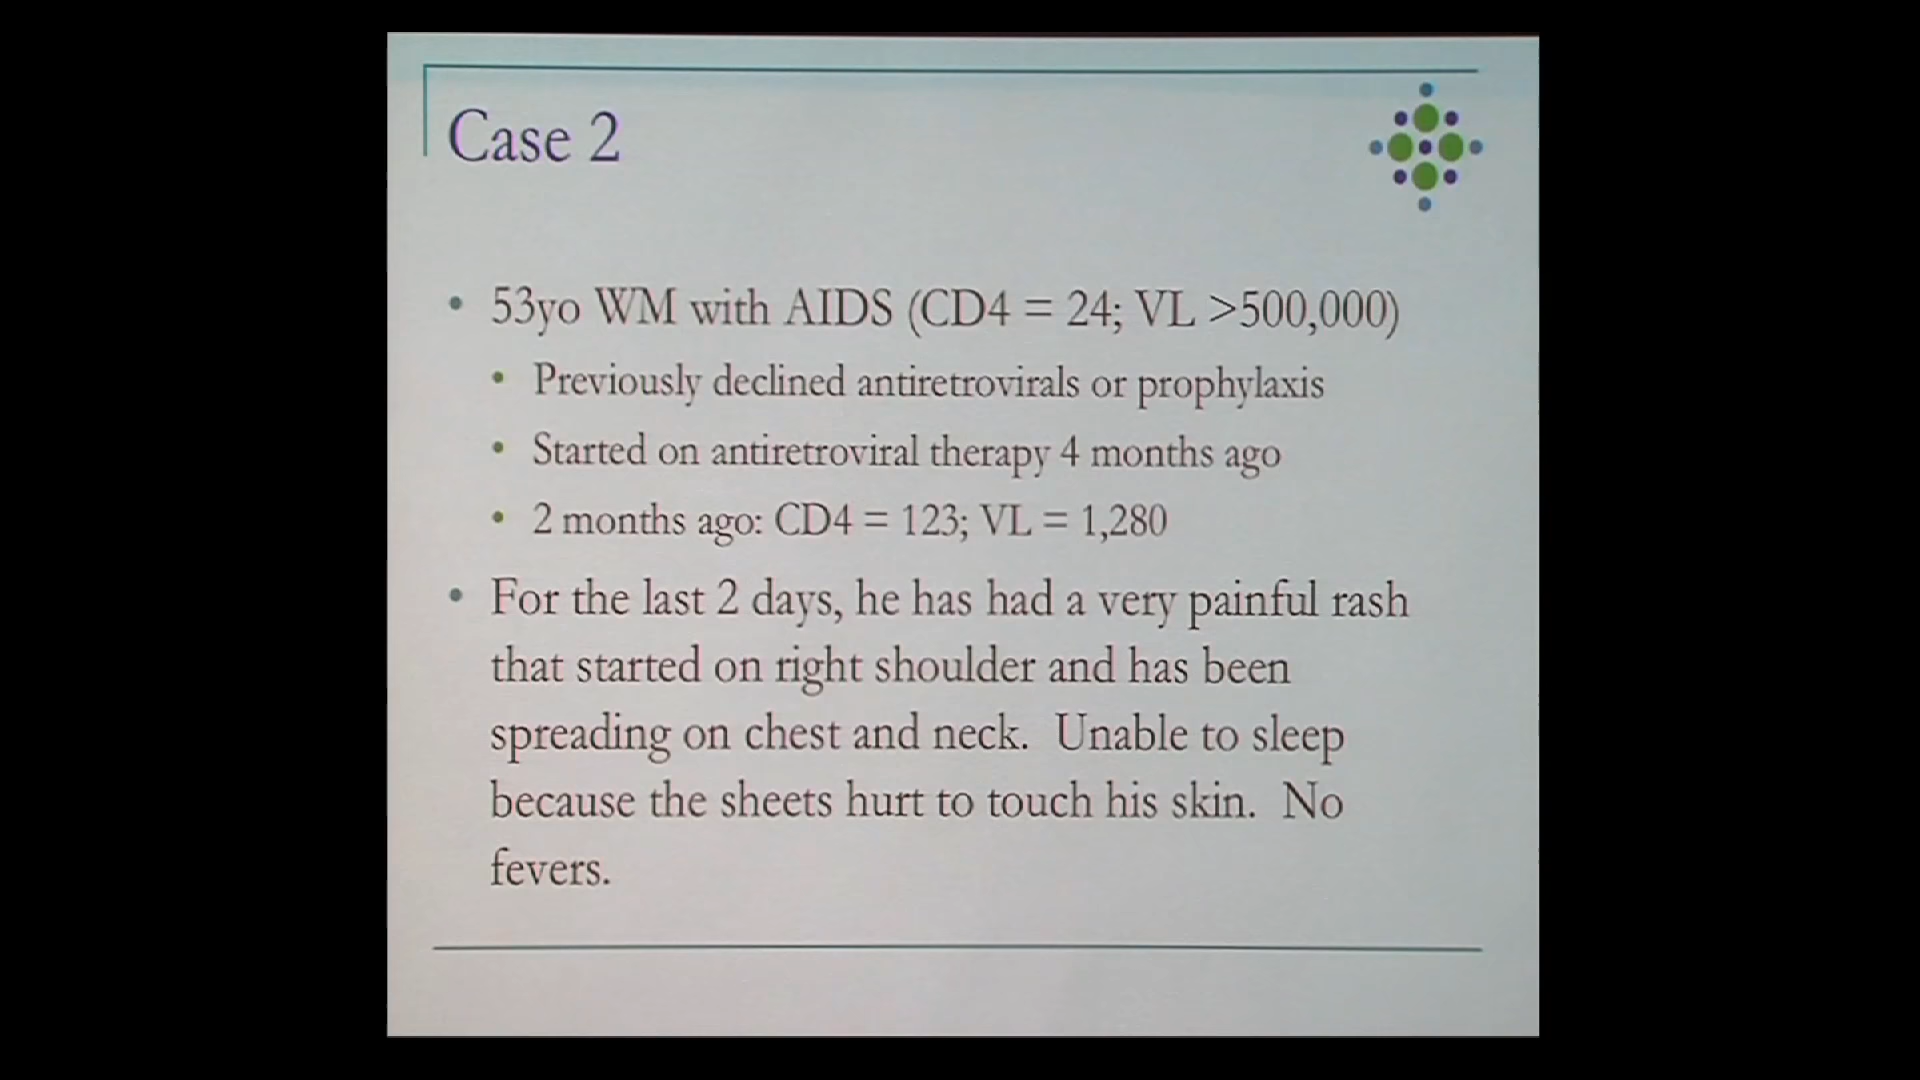 Case 2
• 53yo WM with AIDS (CD4 = 24; VL >500,000)
• Previously declined antiretrovirals or prophylaxis
• Started on antiretroviral therapy 4 months ago
• 2 months ago: CD4 = 123; VL = 1,280
• For the last 2 days, he has had a very painful rash
that started on right shoulder and has been
spreading on chest and neck. Unable to sleep
because the sheets hurt to touch his skin. No
fevers.